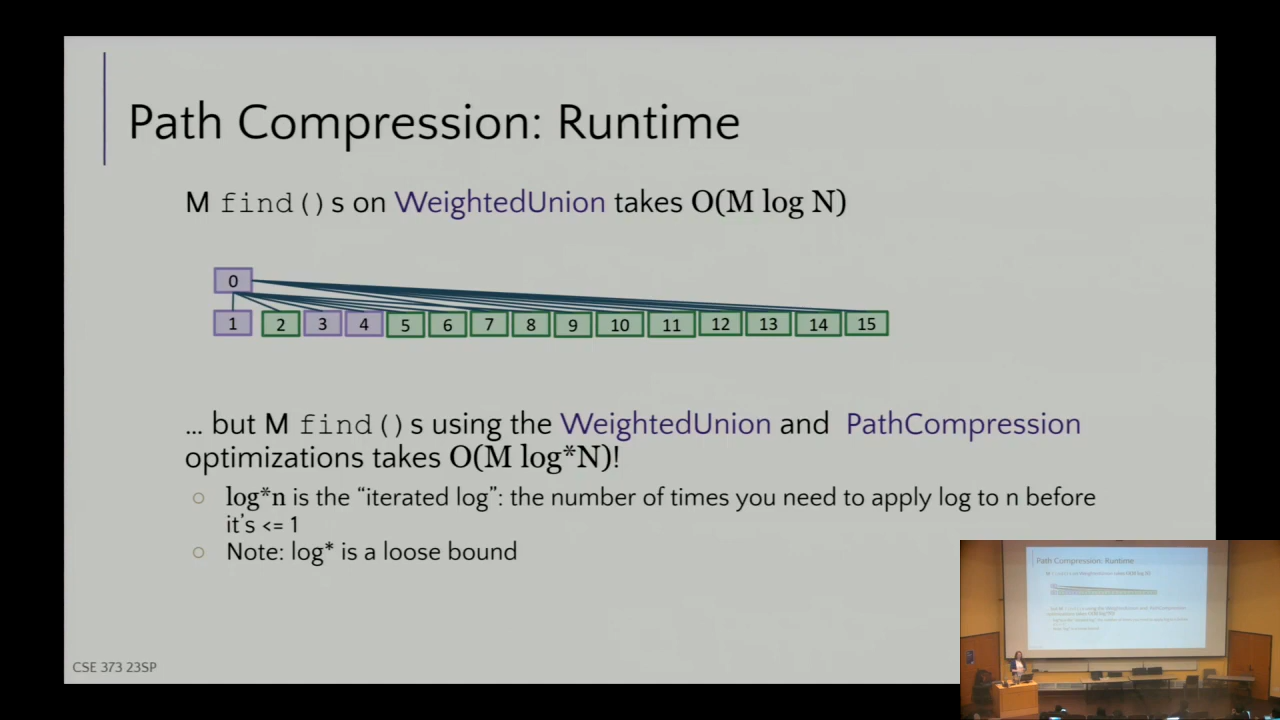 Path Compression: Runtime
M find()s on WeightedUnion takes O(M log N)
0
1 2 3 4 5 6 7 8 9 10 11 12 13 14 15
... but M find()s using the WeightedUnion and PathCompression
optimizations takes O(M log*N)!
○ log*n is the “iterated log”: the number of times you need to apply log to n before
it's <= 1
○ Note: log* is a loose bound
CSE 373 23SP
Path Compression: Runtime